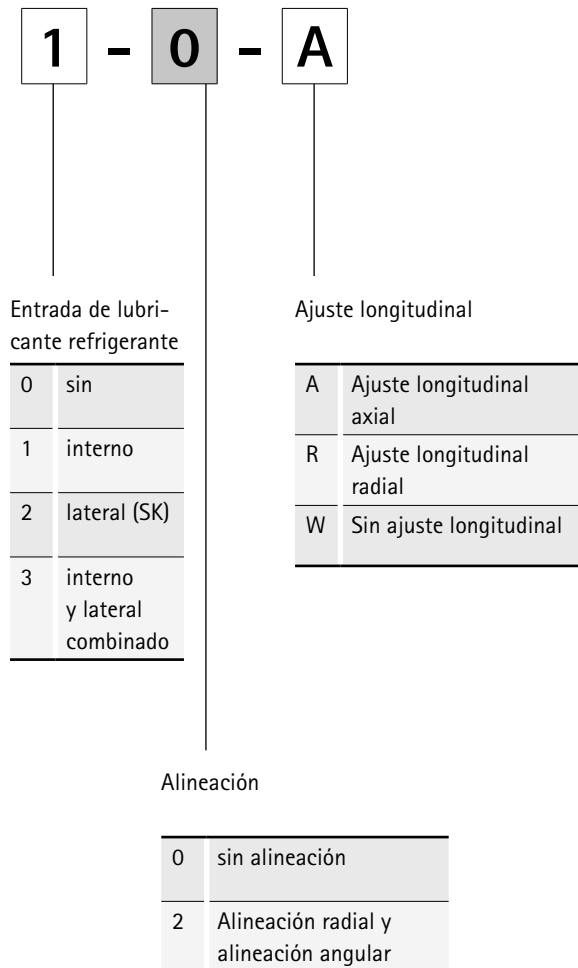 1 - 0 - A
Entrada de lubri-
cante refrigerante
0 sin
1 interno
2 lateral (SK)
3 interno
y lateral
combinado
Ajuste longitudinal
A Ajuste longitudinal
axial
R Ajuste longitudinal
radial
W Sin ajuste longitudinal
Alineación
0 sin alineación
2 Alineación radial y
alineación angular